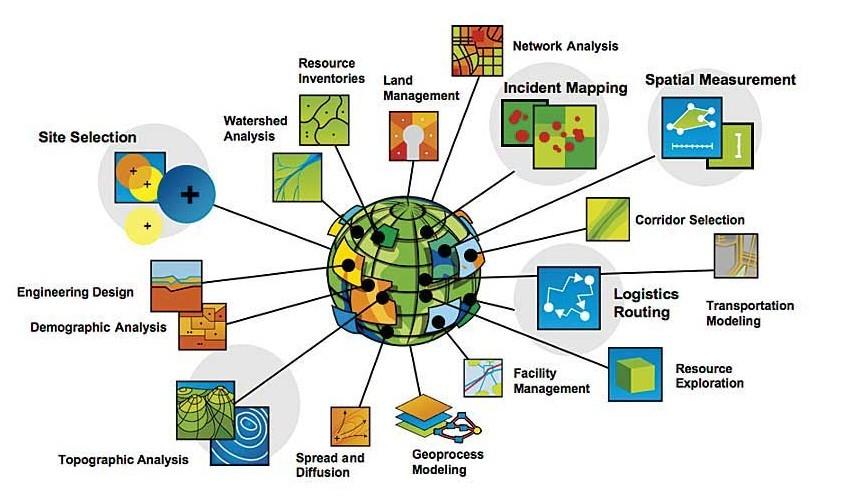 Network Analysis
Resource
Inventories
Land
Management
Incident Mapping
Spatial Measurement
Watershed
Analysis
Site Selection
Corridor Selection
Engineering Design
Logistics
Routing
Transportation
Modeling
Demographic Analysis
Facility
Management
Resource
Exploration
Topographic Analysis
Spread and
Diffusion
Geoprocess
Modeling